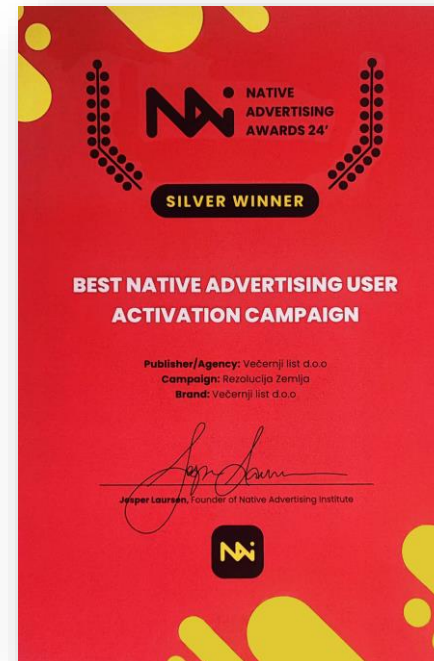 NATIVE
ADVERTISING
AWARDS 24'
SILVER WINNER
BEST NATIVE ADVERTISING USER
ACTIVATION CAMPAIGN
Publisher/Agency: Večernji list d.o.o
Campaign: Rezolucija Zemlja
Brand: Večernji list d.o.o
Jesper Laursen, Founder of Native Advertising Institute